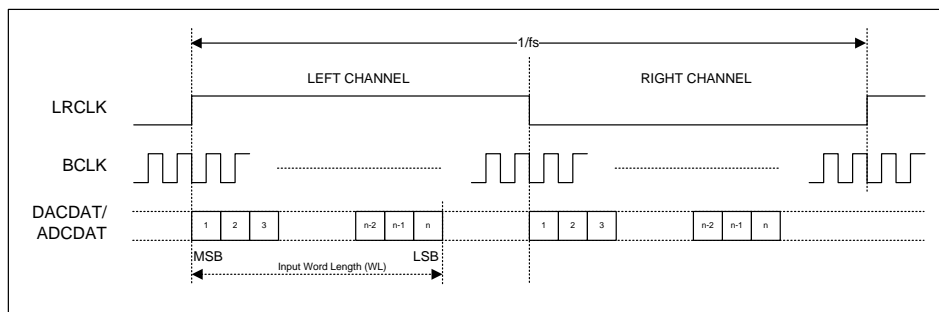 1/fs
LEFT CHANNEL RIGHT CHANNEL
LRCLK
BCLK
DACDAT/
ADCDAT
1 2 3 n-2 n-1 n 1 2 3 n-2 n-1 n
MSB LSB
Input Word Length (WL)